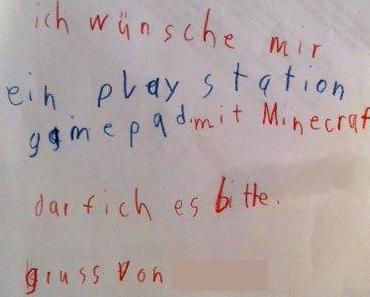 ich wünsche mir
ein play station
gamepad. mit Minecraf
darf ich es bitte.
gruss von